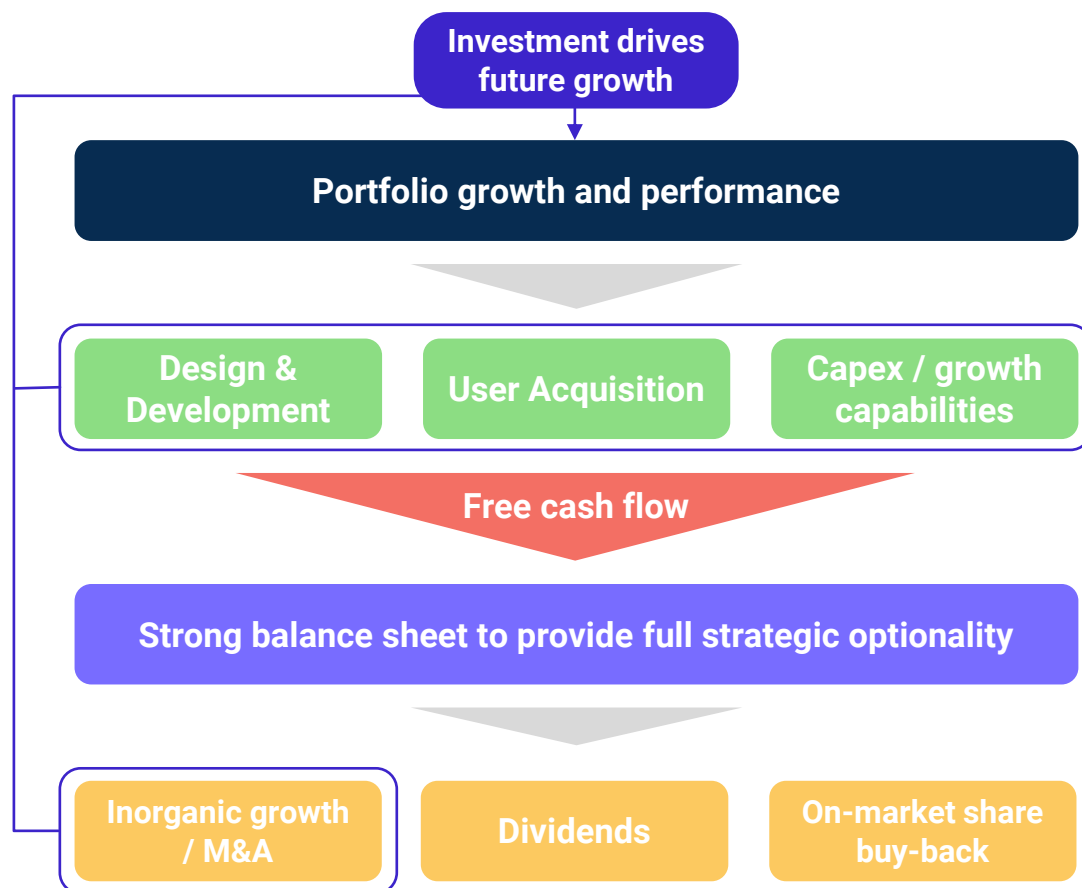 Investment drives
future growth
Portfolio growth and performance
Design &
Development
User Acquisition
Capex / growth
capabilities
Free cash flow
Strong balance sheet to provide full strategic optionality
Inorganic growth
/ M&A
Dividends
On-market share
buy-back